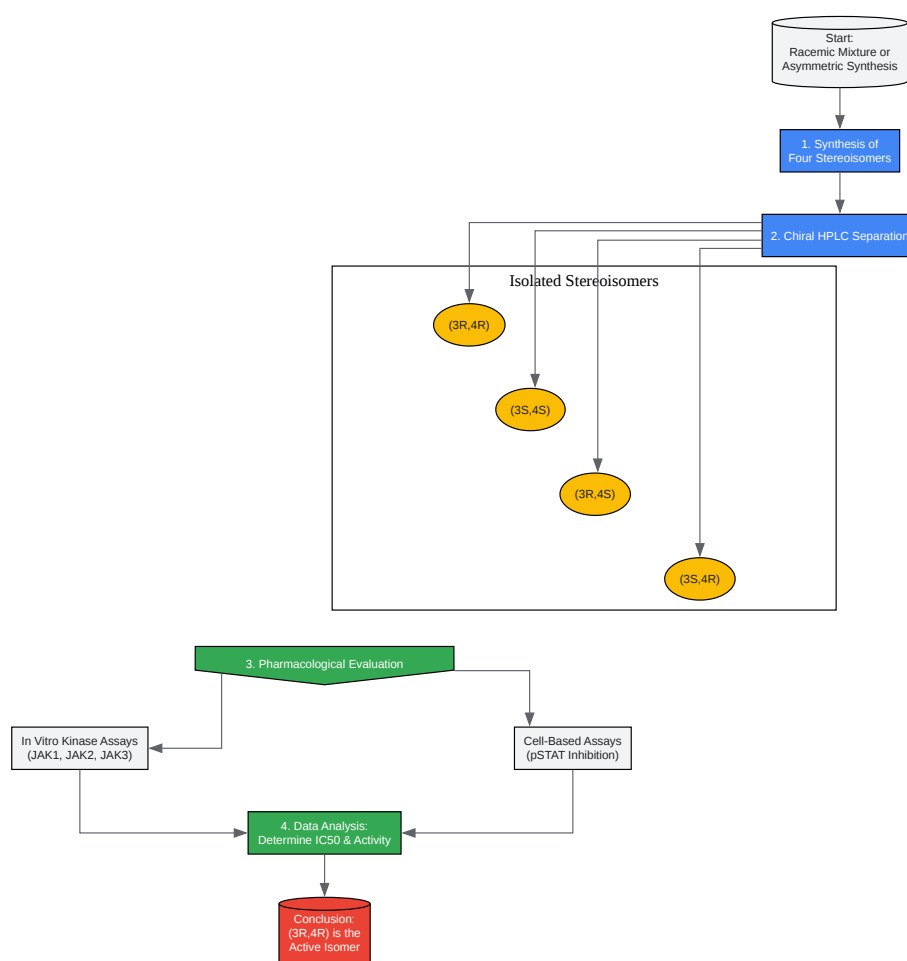 Start:
Racemic Mixture or
Asymmetric Synthesis
1. Synthesis of
Four Stereoisomers
2. Chiral HPLC Separation
Isolated Stereoisomers
(3R,4R)
(3S,4S)
(3R,4S)
(3S,4R)
3. Pharmacological Evaluation
In Vitro Kinase Assays
(JAK1, JAK2, JAK3)
Cell-Based Assays
(pSTAT Inhibition)
4. Data Analysis:
Determine IC50 & Activity
Conclusion:
(3R,4R) is the
Active Isomer